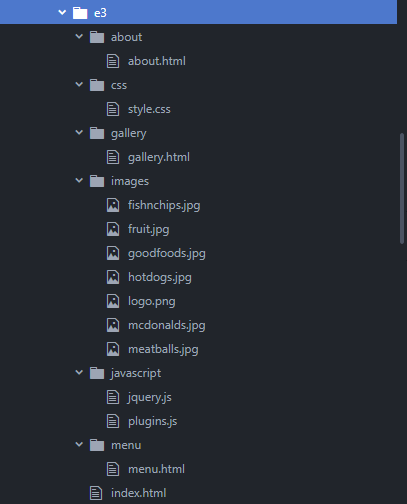 e3
about
about.html
css
style.css
gallery
gallery.html
images
fishnchips.jpg
fruit.jpg
goodfoods.jpg
hotdogs.jpg
logo.png
mcdonalds.jpg
meatballs.jpg
javascript
jquery.js
plugins.js
menu
menu.html
index.html